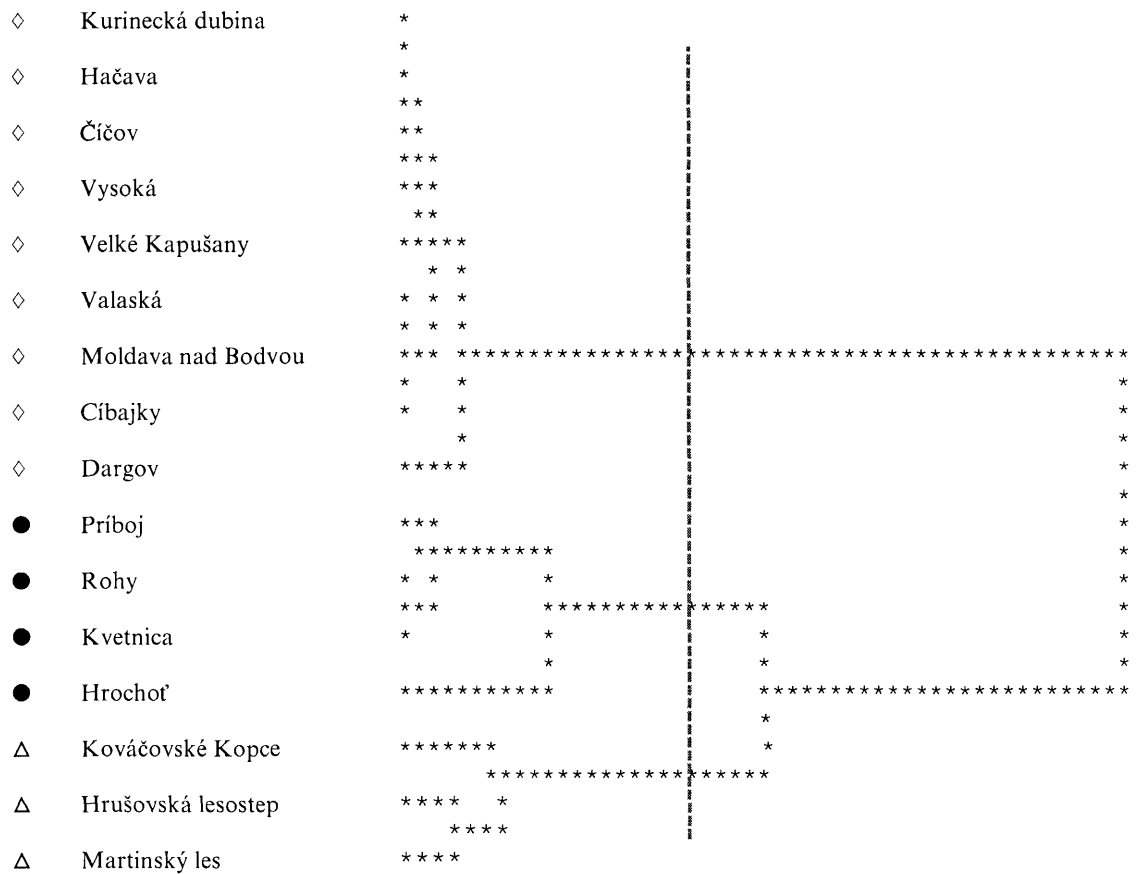 Kurinecká dubina
Hačava
Číčov
Vysoká
Velké Kapušany
Valaská
Moldava nad Bodvou
Cíbajky
Dargov
Príboj
Rohy
Kvetnica
Hrochoť
Kováčovské Kopce
Hrušovská lesostep
Martinský les